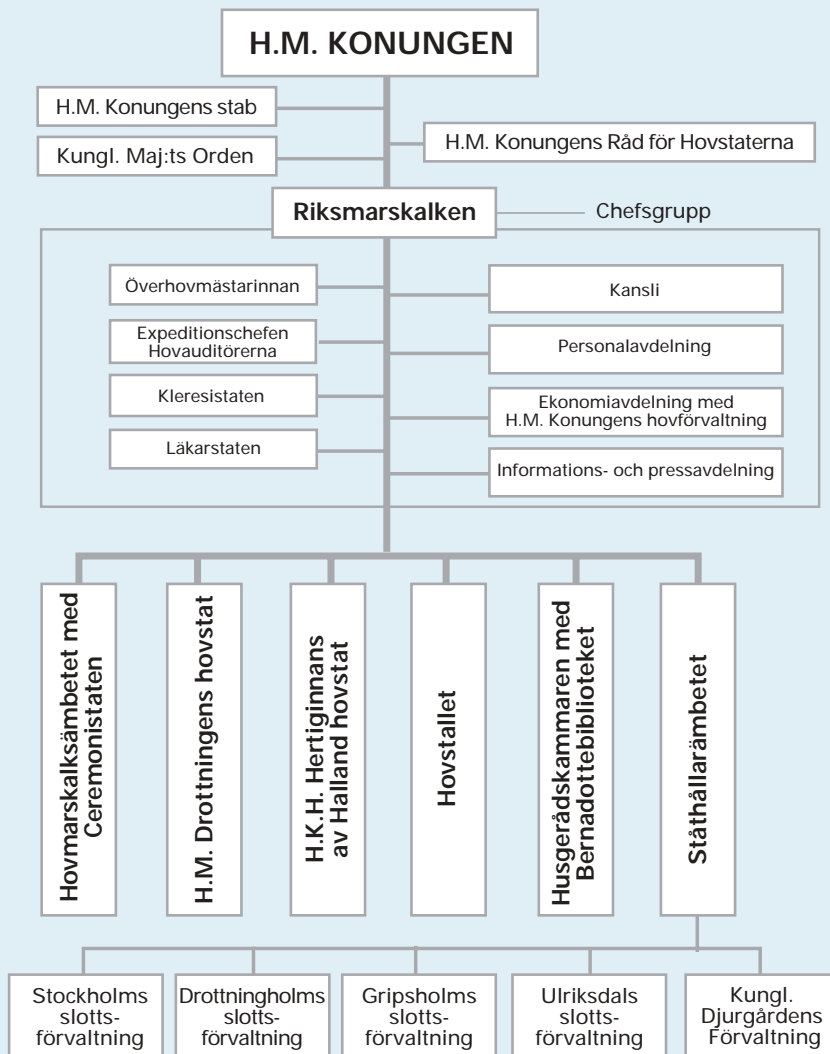 H.M. KONUNGEN
H.M. Konungens stab
Kungl. Maj:ts Orden
H.M. Konungens Råd för Hovstaterna
Riksmarskalken
Chefsgrupp
Överhovmästarinnan
Expeditionschefen
Hovauditörerna
Kleresistaten
Läkarstaten
Kansli
Personalavdelning
Ekonomiavdelning med
H.M. Konungens hovförvaltning
Informations- och pressavdelning
Hovmarskalksämbetet med
Ceremonistaten
H.M. Drottningens hovstat
H.K.H. Hertiginnans
av Halland hovstat
Hovstallet
Husgerådskammaren med
Bernadottebiblioteket
Ståthållarämbetet
Stockholms
slotts-
förvaltning
Drottningholms
slotts-
förvaltning
Gripsholms
slotts-
förvaltning
Ulriksdals
slotts-
förvaltning
Kungl.
Djurgårdens
Förvaltning